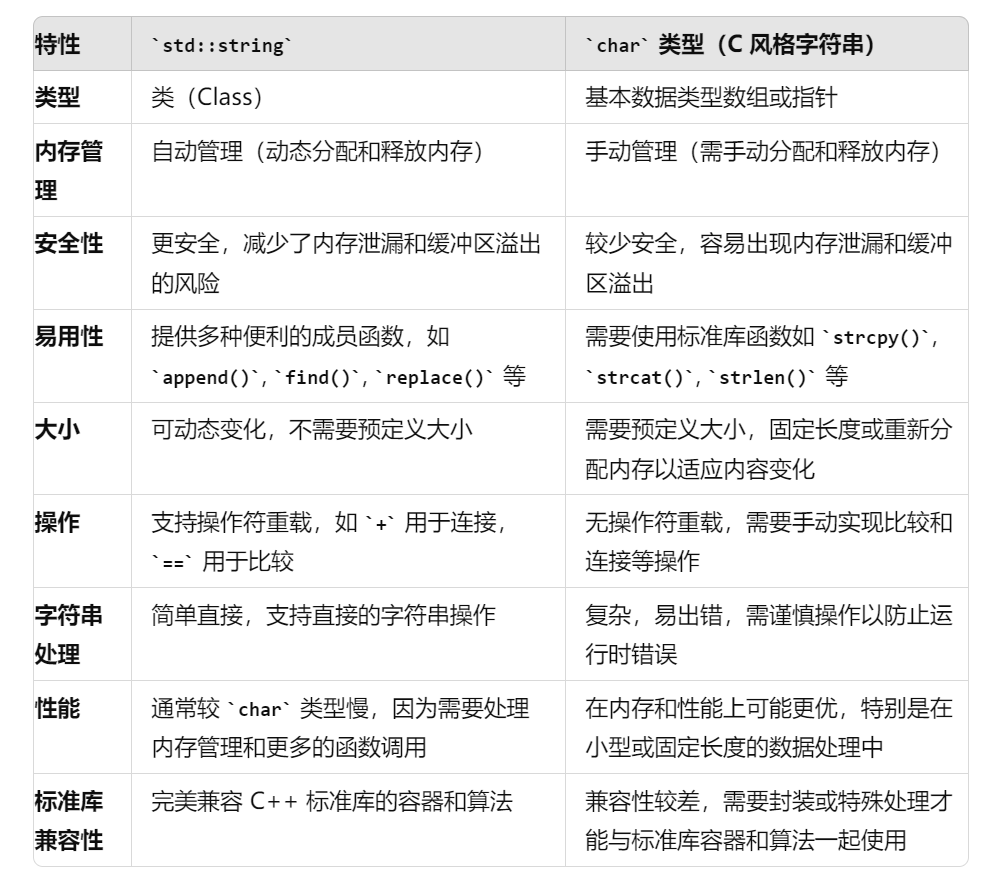 特性 `std::string` `char` 类型（C 风格字符串）
类型 类（Class） 基本数据类型数组或指针
内存管 自动管理（动态分配和释放内存） 手动管理（需手动分配和释放内存）
理
安全性 更安全，减少了内存泄漏和缓冲区溢出 较少安全，容易出现内存泄漏和缓冲
的风险 区溢出
易用性 提供多种便利的成员函数，如 需要使用标准库函数如 `strcpy()`,
`append()`, `find()`, `replace()` 等 `strcat()`, `strlen()` 等
大小 可动态变化，不需要预定义大小 需要预定义大小，固定长度或重新分
配内存以适应内容变化
操作 支持操作符重载，如 `+` 用于连接， 无操作符重载，需要手动实现比较和
`==` 用于比较 连接等操作
字符串 简单直接，支持直接的字符串操作 复杂，易出错，需谨慎操作以防止运
处理 行时错误
性能 通常较 `char` 类型慢，因为需要处理 在内存和性能上可能更优，特别是在
内存管理和更多的函数调用 小型或固定长度的数据处理中
标准库 完美兼容 C++ 标准库的容器和算法 兼容性较差，需要封装或特殊处理才
兼容性 能与标准库容器和算法一起使用